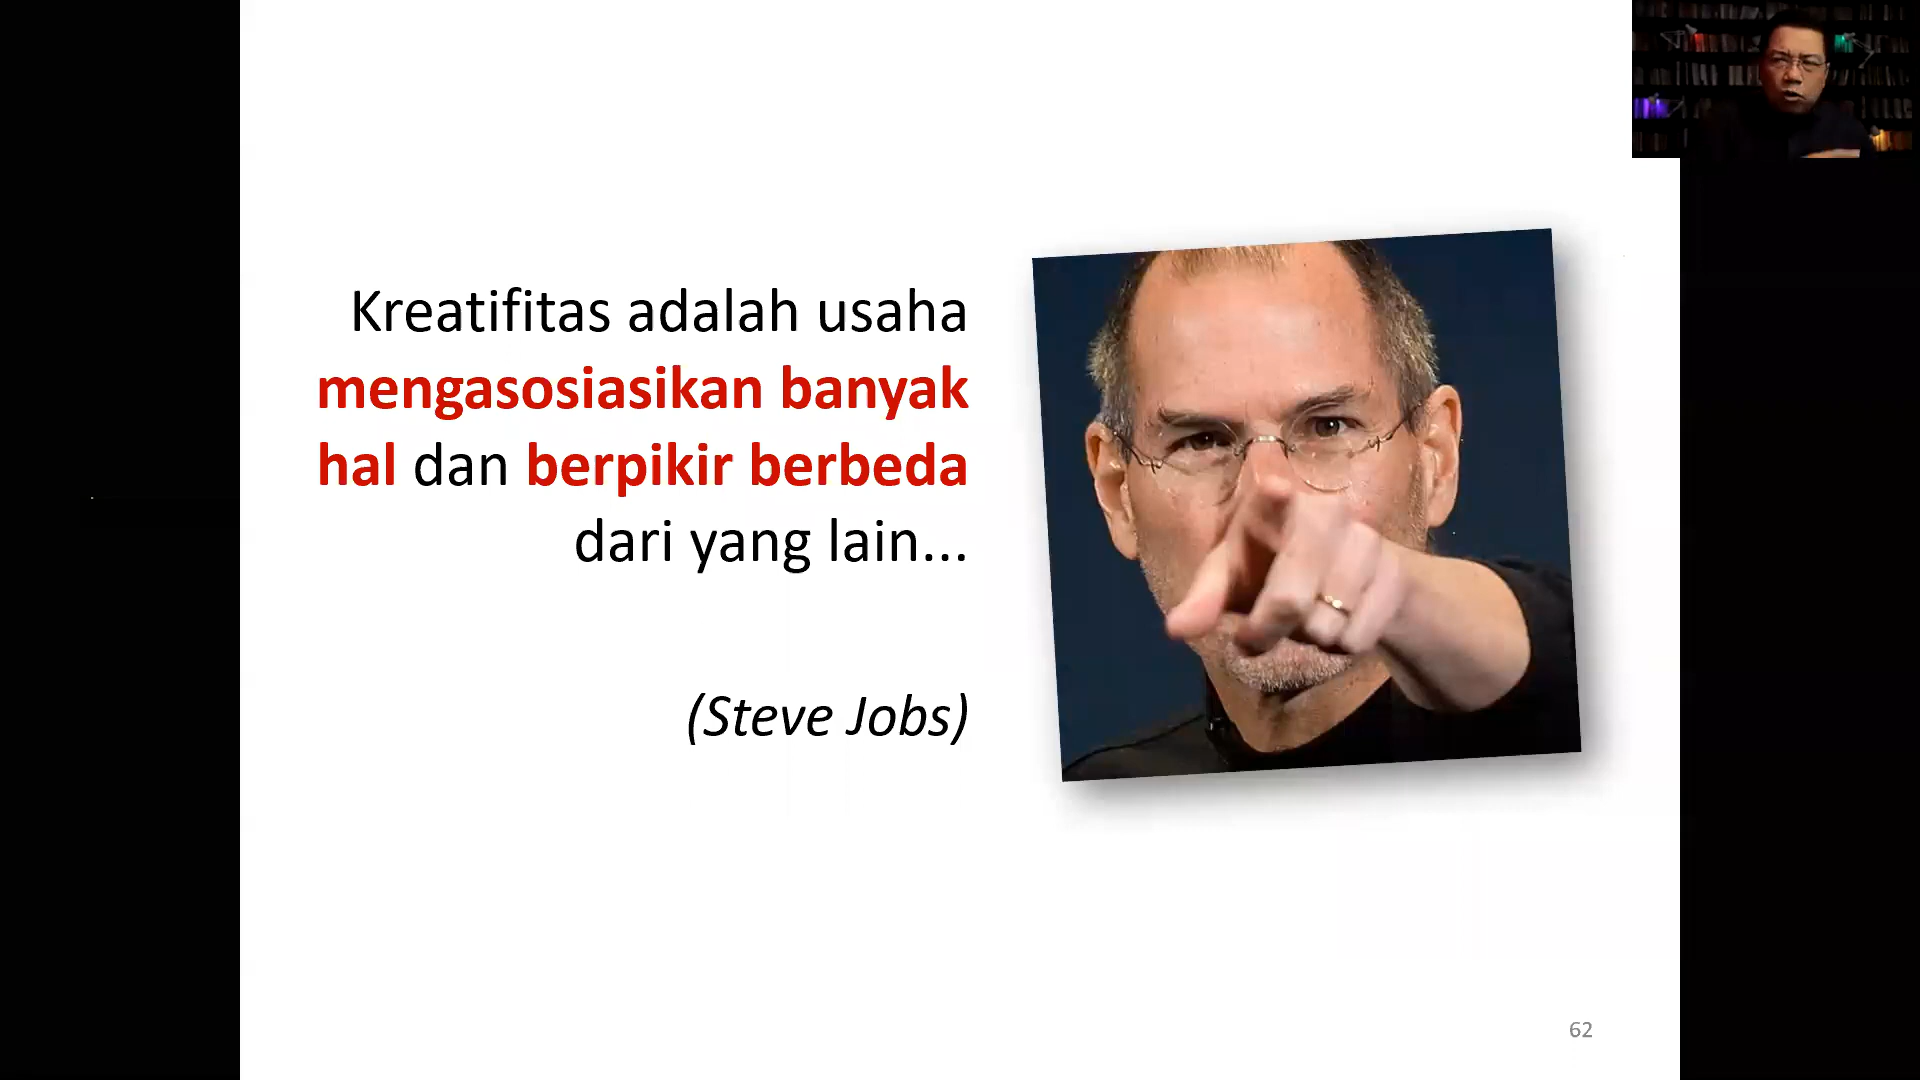 Kreatifitas adalah usaha
mengasosiasikan banyak
hal dan berpikir berbeda
dari yang lain...
(Steve Jobs)
62